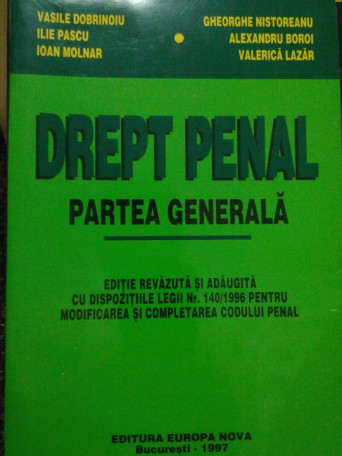 VASILE DOBRINOIU
ILIE PASCU
IOAN MOLNAR
GHEORGHE NISTOREANU
ALEXANDRU BOROI
VALERICĂ LAZĂR
DREPT PENAL
PARTEA GENERALĂ
EDIȚIE REVĂZUTĂ ȘI ADĂUGITĂ
CU DISPOZIȚIILE LEGII Nr. 140/1996 PENTRU
MODIFICAREA ȘI COMPLETAREA CODULUI PENAL
EDITURA EUROPA NOVA
București - 1997